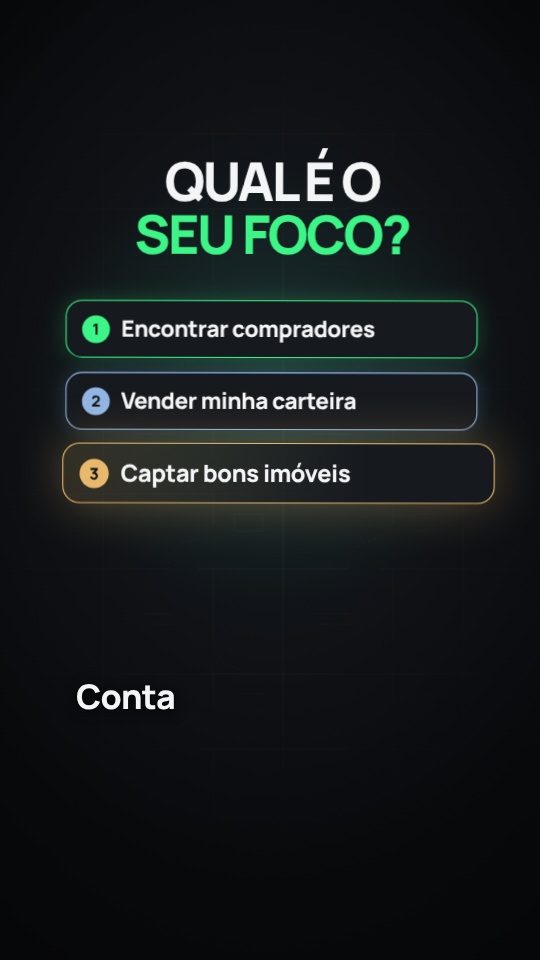 QUAL É O
SEU FOCO?
1 Encontrar compradores
2 Vender minha carteira
3 Captar bons imóveis
Conta